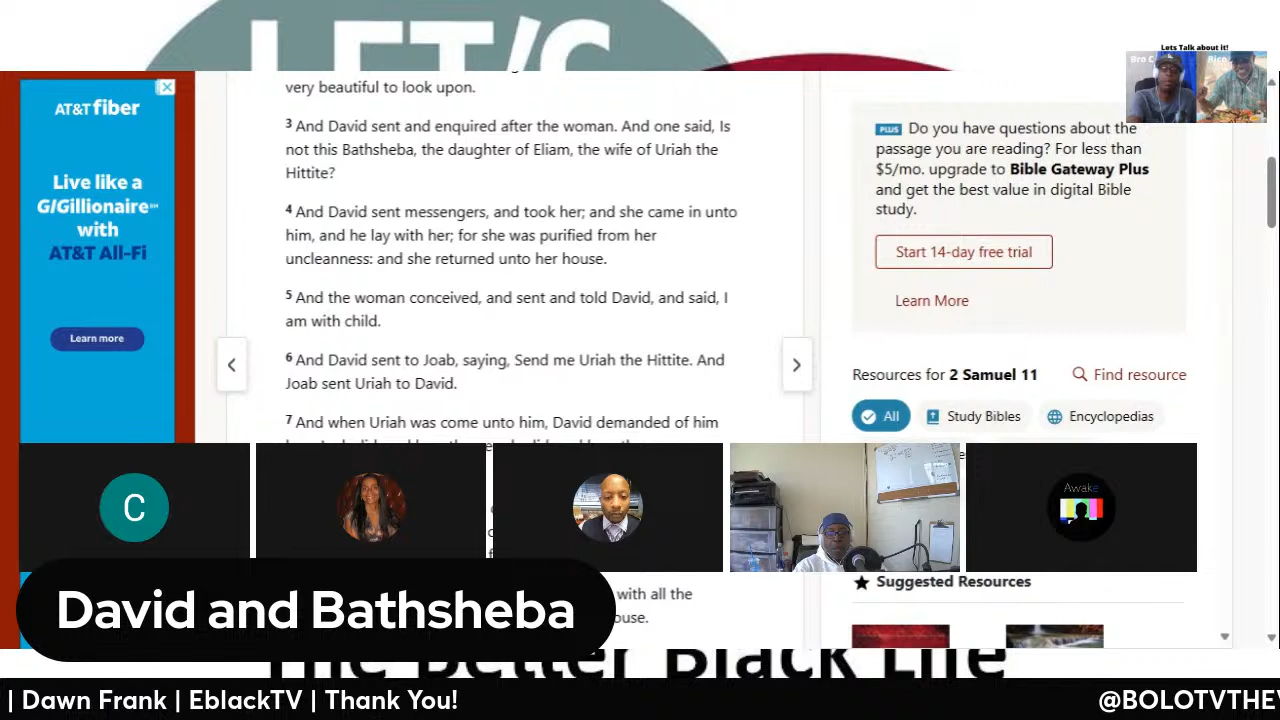 LET'S
Lets Talk about it!
Bro C
Rico
AT&T fiber
Live like a
GIGillionaire℠
with
AT&T All-Fi
Learn more
very beautiful to look upon.
3 And David sent and enquired after the woman. And one said, Is
not this Bathsheba, the daughter of Eliam, the wife of Uriah the
Hittite?
4 And David sent messengers, and took her; and she came in unto
him, and he lay with her; for she was purified from her
uncleanness: and she returned unto her house.
5 And the woman conceived, and sent and told David, and said, I
am with child.
6 And David sent to Joab, saying, Send me Uriah the Hittite. And
Joab sent Uriah to David.
7 And when Uriah was come unto him, David demanded of him
with all the
ouse.
PLUS Do you have questions about the
passage you are reading? For less than
$5/mo. upgrade to Bible Gateway Plus
and get the best value in digital Bible
study.
Start 14-day free trial
Learn More
Resources for 2 Samuel 11
Find resource
All
Study Bibles
Encyclopedias
C
Awake
Suggested Resources
David and Bathsheba
The Better Black Life
| Dawn Frank | EblackTV | Thank You!
@BOLOTVTHEV